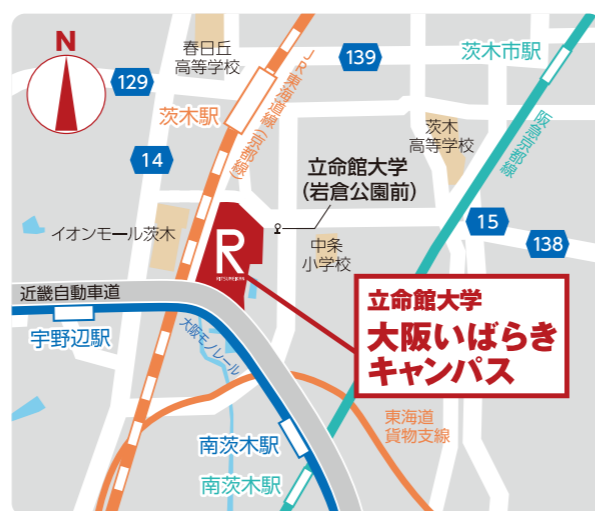 N
春日丘
高等学校
139
茨木市駅
129
茨木駅
JR東海道線(京都線)
茨木
高等学校
阪急京都線
14
立命館大学
(岩倉公園前)
イオンモール茨木
R
中条
小学校
15
138
近畿自動車道
宇野辺駅
大阪モノレール
立命館大学
大阪いばらき
キャンパス
東海道
貨物支線
南茨木駅
南茨木駅